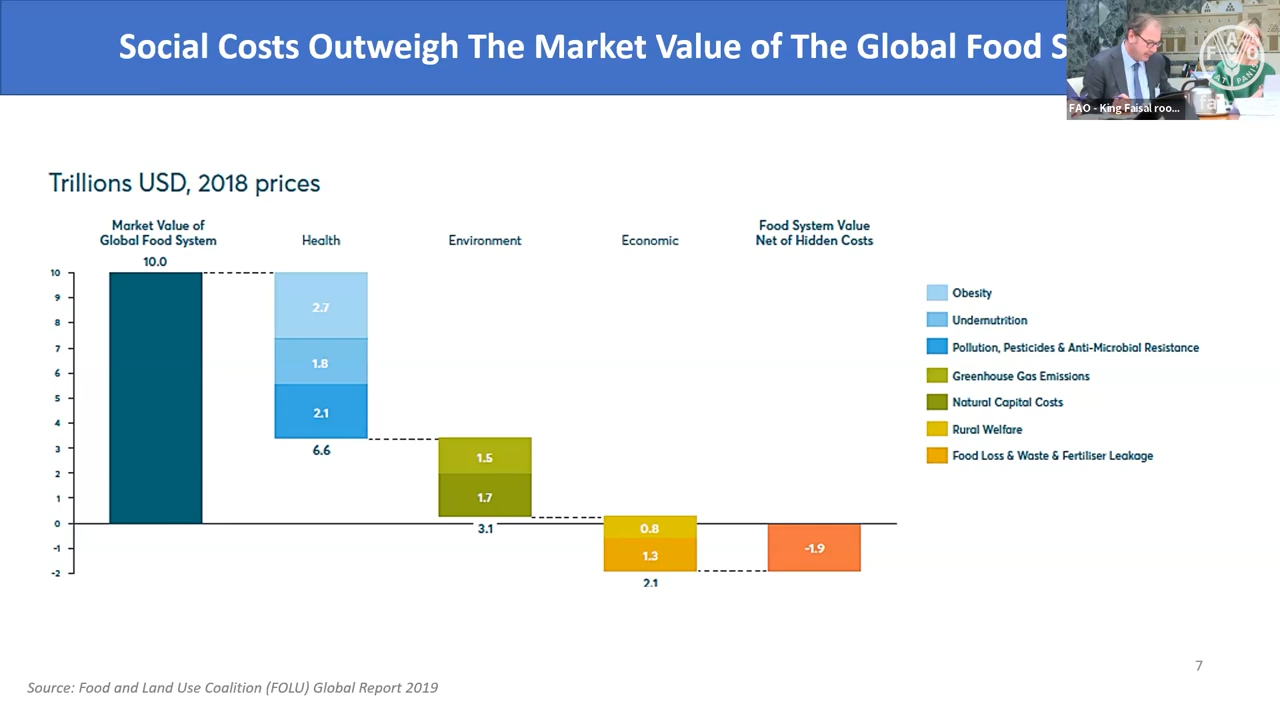 Social Costs Outweigh The Market Value of The Global Food S
FAO - King Faisal roo...
Trillions USD, 2018 prices
Market Value of
Global Food System
Health
Environment
Economic
Food System Value
Net of Hidden Costs
10.0
10
9
8
7
6
5
4
3
2
1
0
-1
-2
2.7
1.8
2.1
6.6
1.5
1.7
3.1
0.8
1.3
2.1
-1.9
Obesity
Undernutrition
Pollution, Pesticides & Anti-Microbial Resistance
Greenhouse Gas Emissions
Natural Capital Costs
Rural Welfare
Food Loss & Waste & Fertiliser Leakage
7
Source: Food and Land Use Coalition (FOLU) Global Report 2019